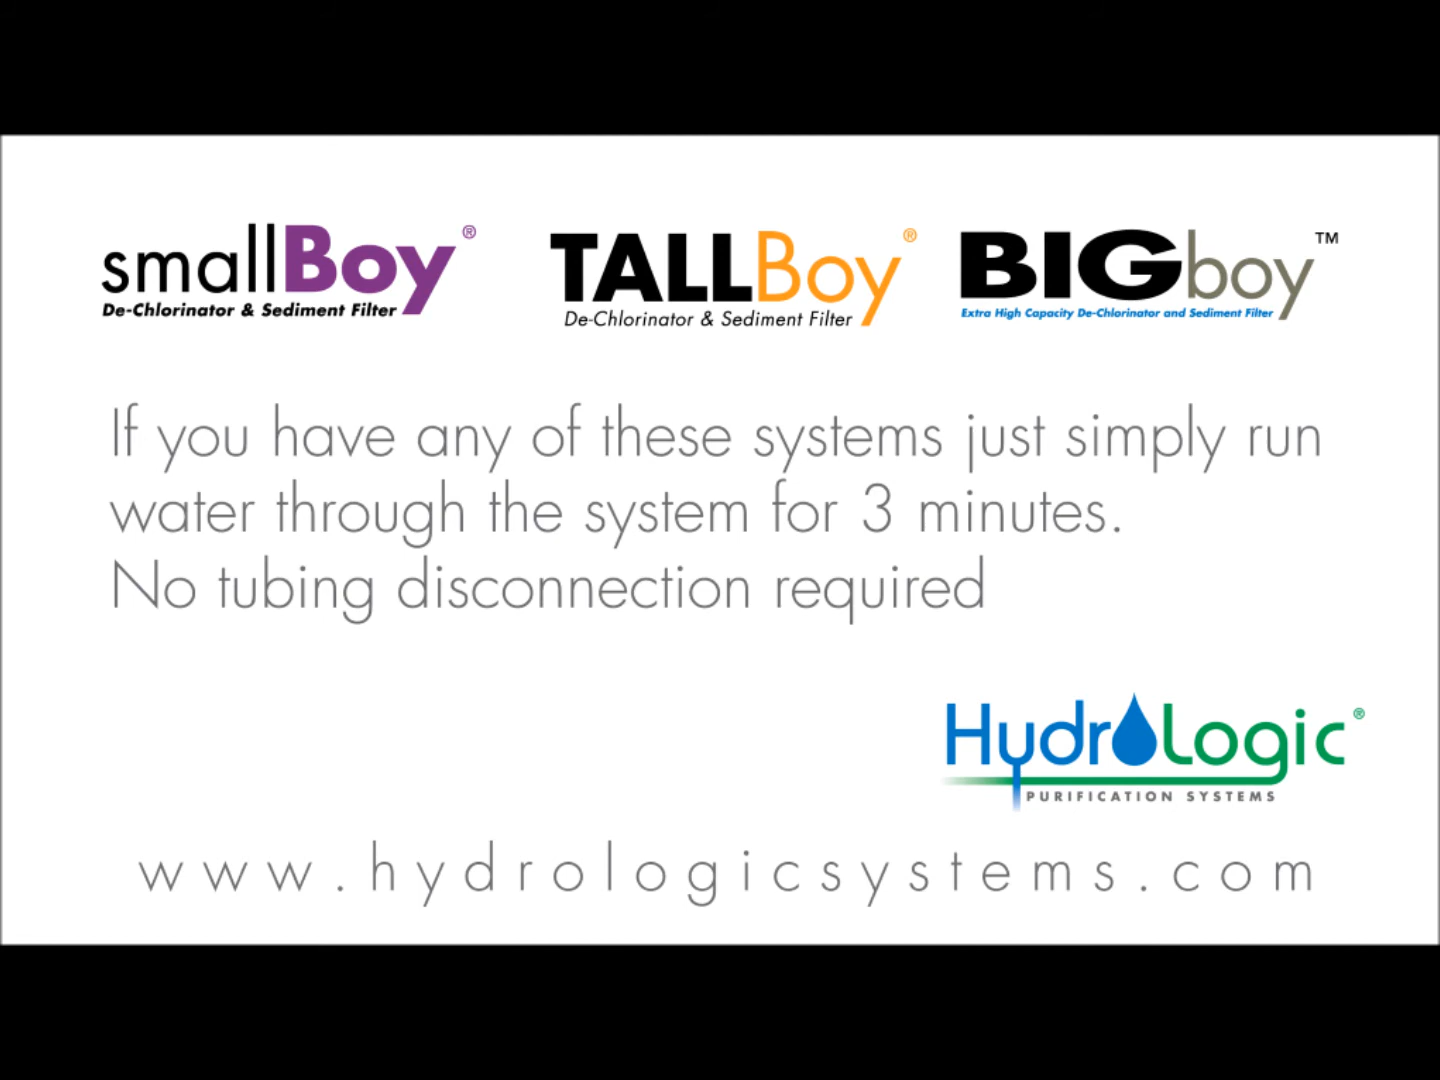 smallBoy®
De-Chlorinator & Sediment Filter
TALLBoy®
De-Chlorinator & Sediment Filter
BIGboy™
Extra High Capacity De-Chlorinator and Sediment Filter
If you have any of these systems just simply run
water through the system for 3 minutes.
No tubing disconnection required
HydroLogic®
PURIFICATION SYSTEMS
www.hydrologicsystems.com